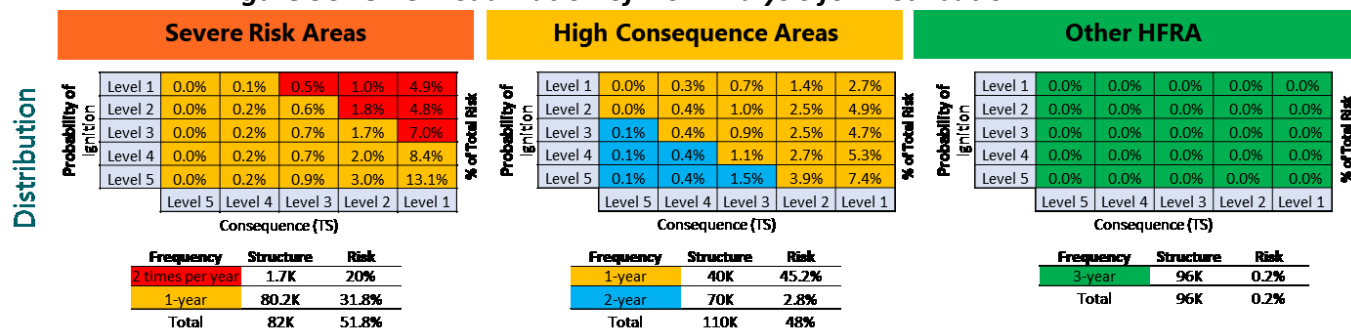 Severe Risk Areas
High Consequence Areas
Other HFRA
Distribution
Probability of Ignition
Level 1 0.0% 0.1% 0.5% 1.0% 4.9%
Level 2 0.0% 0.2% 0.6% 1.8% 4.8%
Level 3 0.0% 0.2% 0.7% 1.7% 7.0%
Level 4 0.0% 0.2% 0.7% 2.0% 8.4%
Level 5 0.0% 0.2% 0.9% 3.0% 13.1%
Level 5 Level 4 Level 3 Level 2 Level 1
Consequence (TS)
% of Total Risk
Frequency Structure Risk
2 times per year 1.7K 20%
1-year 80.2K 31.8%
Total 82K 51.8%
Probability of Ignition
Level 1 0.0% 0.3% 0.7% 1.4% 2.7%
Level 2 0.0% 0.4% 1.0% 2.5% 4.9%
Level 3 0.1% 0.4% 0.9% 2.5% 4.7%
Level 4 0.1% 0.4% 1.1% 2.7% 5.3%
Level 5 0.1% 0.4% 1.5% 3.9% 7.4%
Level 5 Level 4 Level 3 Level 2 Level 1
Consequence (TS)
% of Total Risk
Frequency Structure Risk
1-year 40K 45.2%
2-year 70K 2.8%
Total 110K 48%
Probability of Ignition
Level 1 0.0% 0.0% 0.0% 0.0% 0.0%
Level 2 0.0% 0.0% 0.0% 0.0% 0.0%
Level 3 0.0% 0.0% 0.0% 0.0% 0.0%
Level 4 0.0% 0.0% 0.0% 0.0% 0.0%
Level 5 0.0% 0.0% 0.0% 0.0% 0.0%
Level 5 Level 4 Level 3 Level 2 Level 1
Consequence (TS)
% of Total Risk
Frequency Structure Risk
3-year 96K 0.2%
Total 96K 0.2%